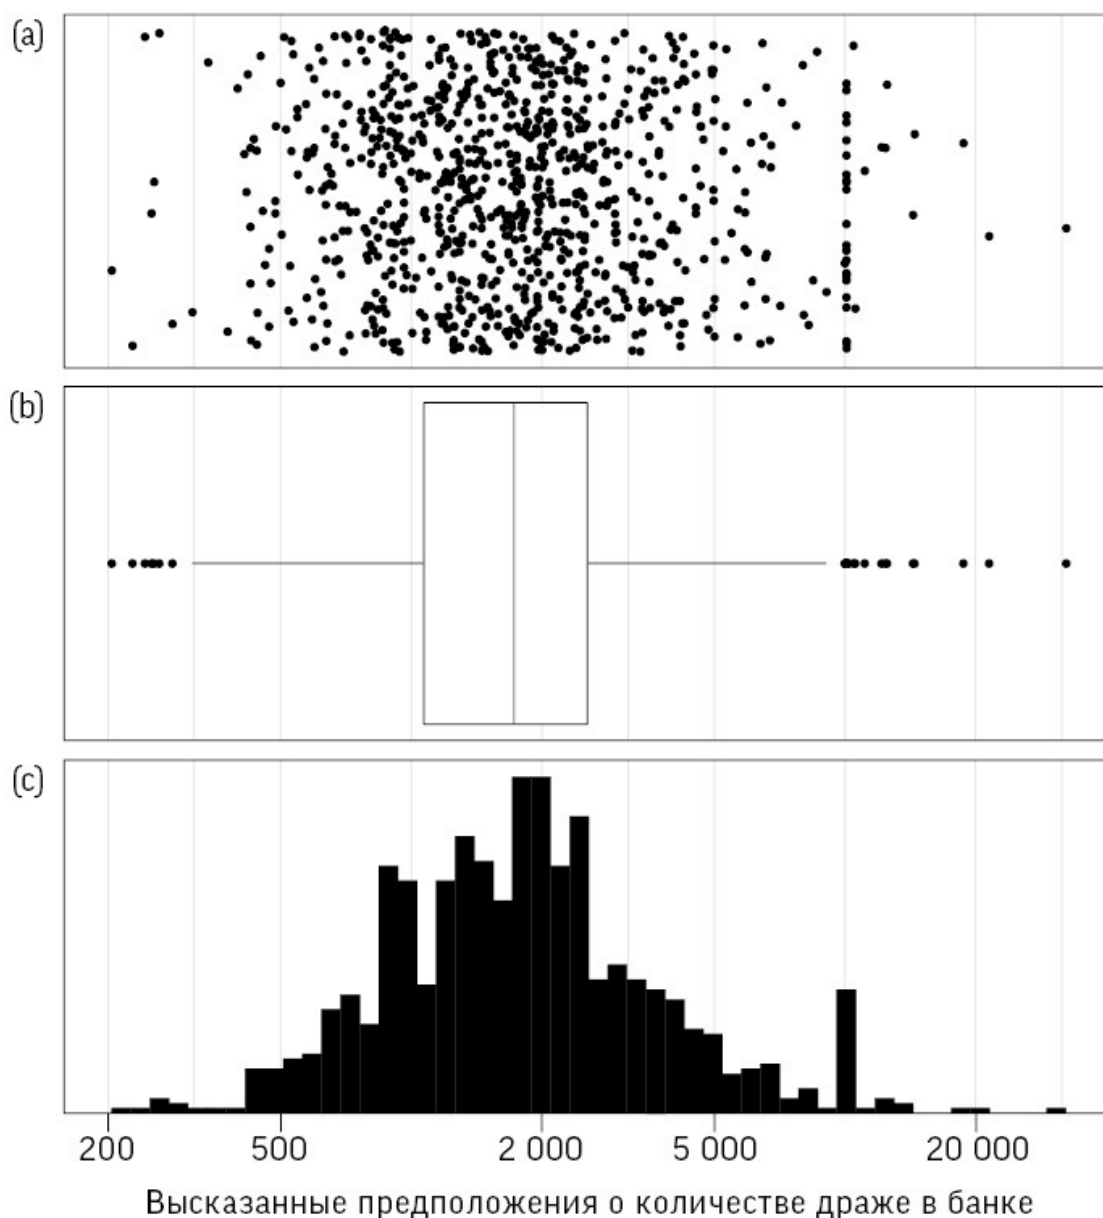 (a)
(b)
(c)
200 500 2 000 5 000 20 000
Высказанные предположения о количестве драже в банке